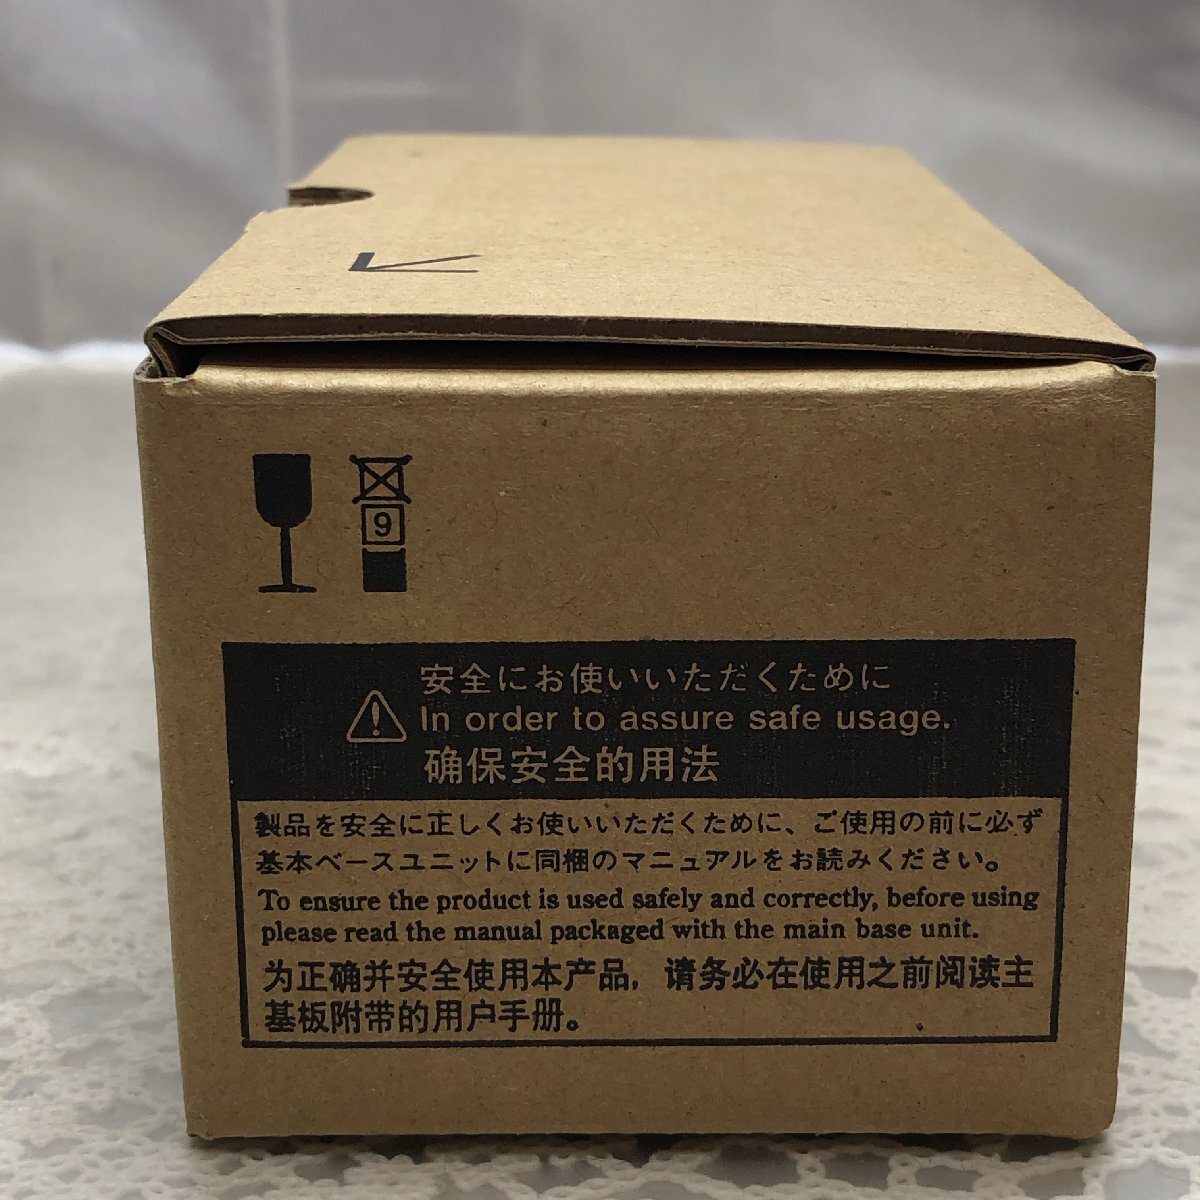 9
安全にお使いいただくために
In order to assure safe usage.
确保安全的用法
製品を安全に正しくお使いいただくために、ご使用の前に必ず
基本ベースユニットに同梱のマニュアルをお読みください。
To ensure the product is used safely and correctly, before using
please read the manual packaged with the main base unit.
为正确并安全使用本产品，请务必在使用之前阅读主
基板附带的用户手册。